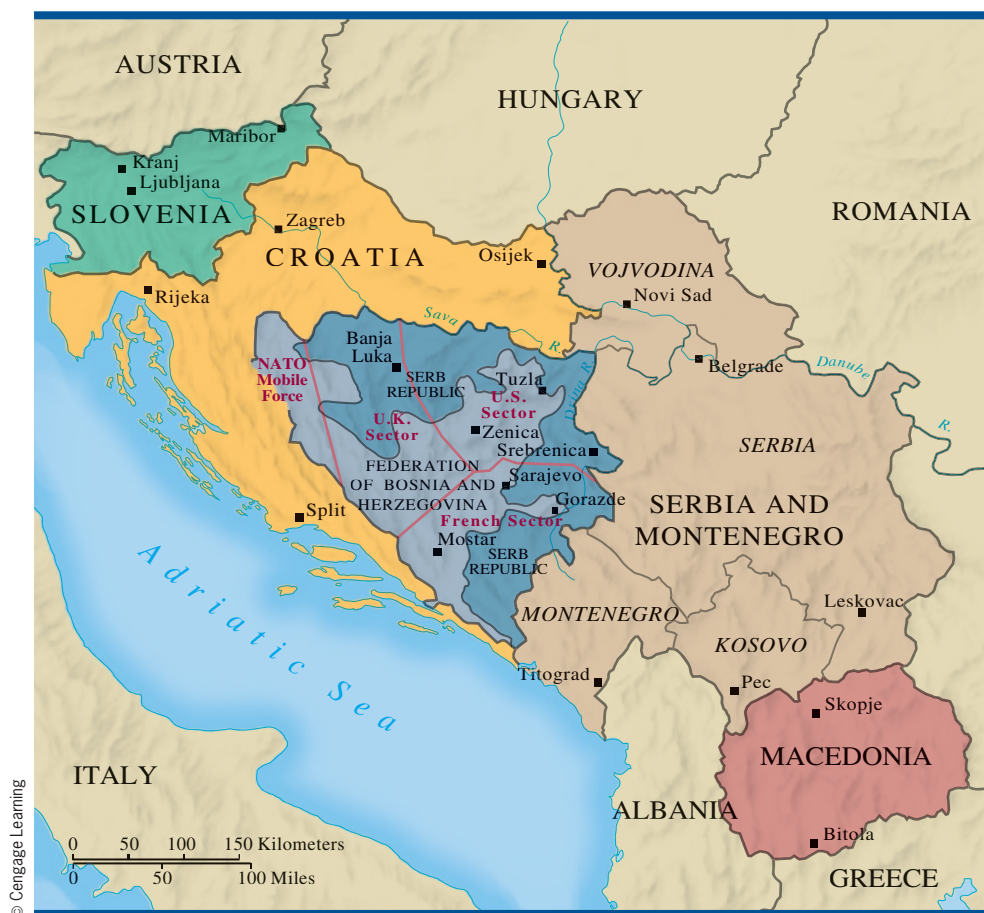 AUSTRIA
HUNGARY
Maribor
Kranj
Ljubljana
SLOVENIA
ROMANIA
Zagreb
CROATIA
Osijek
VOJVODINA
Rijeka
Novi Sad
Sava
R.
Banja
Luka
NATO
Mobile
Force
SERB
REPUBLIC
Tuzla
Drina R.
Belgrade
Danube
R.
U.S.
Sector
U.K.
Sector
Zenica
Srebrenica
SERBIA
FEDERATION
OF BOSNIA AND
HERZEGOVINA
Sarajevo
Gorazde
French Sector
SERBIA AND
MONTENEGRO
Split
Mostar
SERB
REPUBLIC
Adriatic Sea
MONTENEGRO
Leskovac
KOSOVO
Titograd
Pec
Skopje
MACEDONIA
ITALY
ALBANIA
Bitola
GREECE
0 50 100 150 Kilometers
0 50 100 Miles
© Cengage Learning